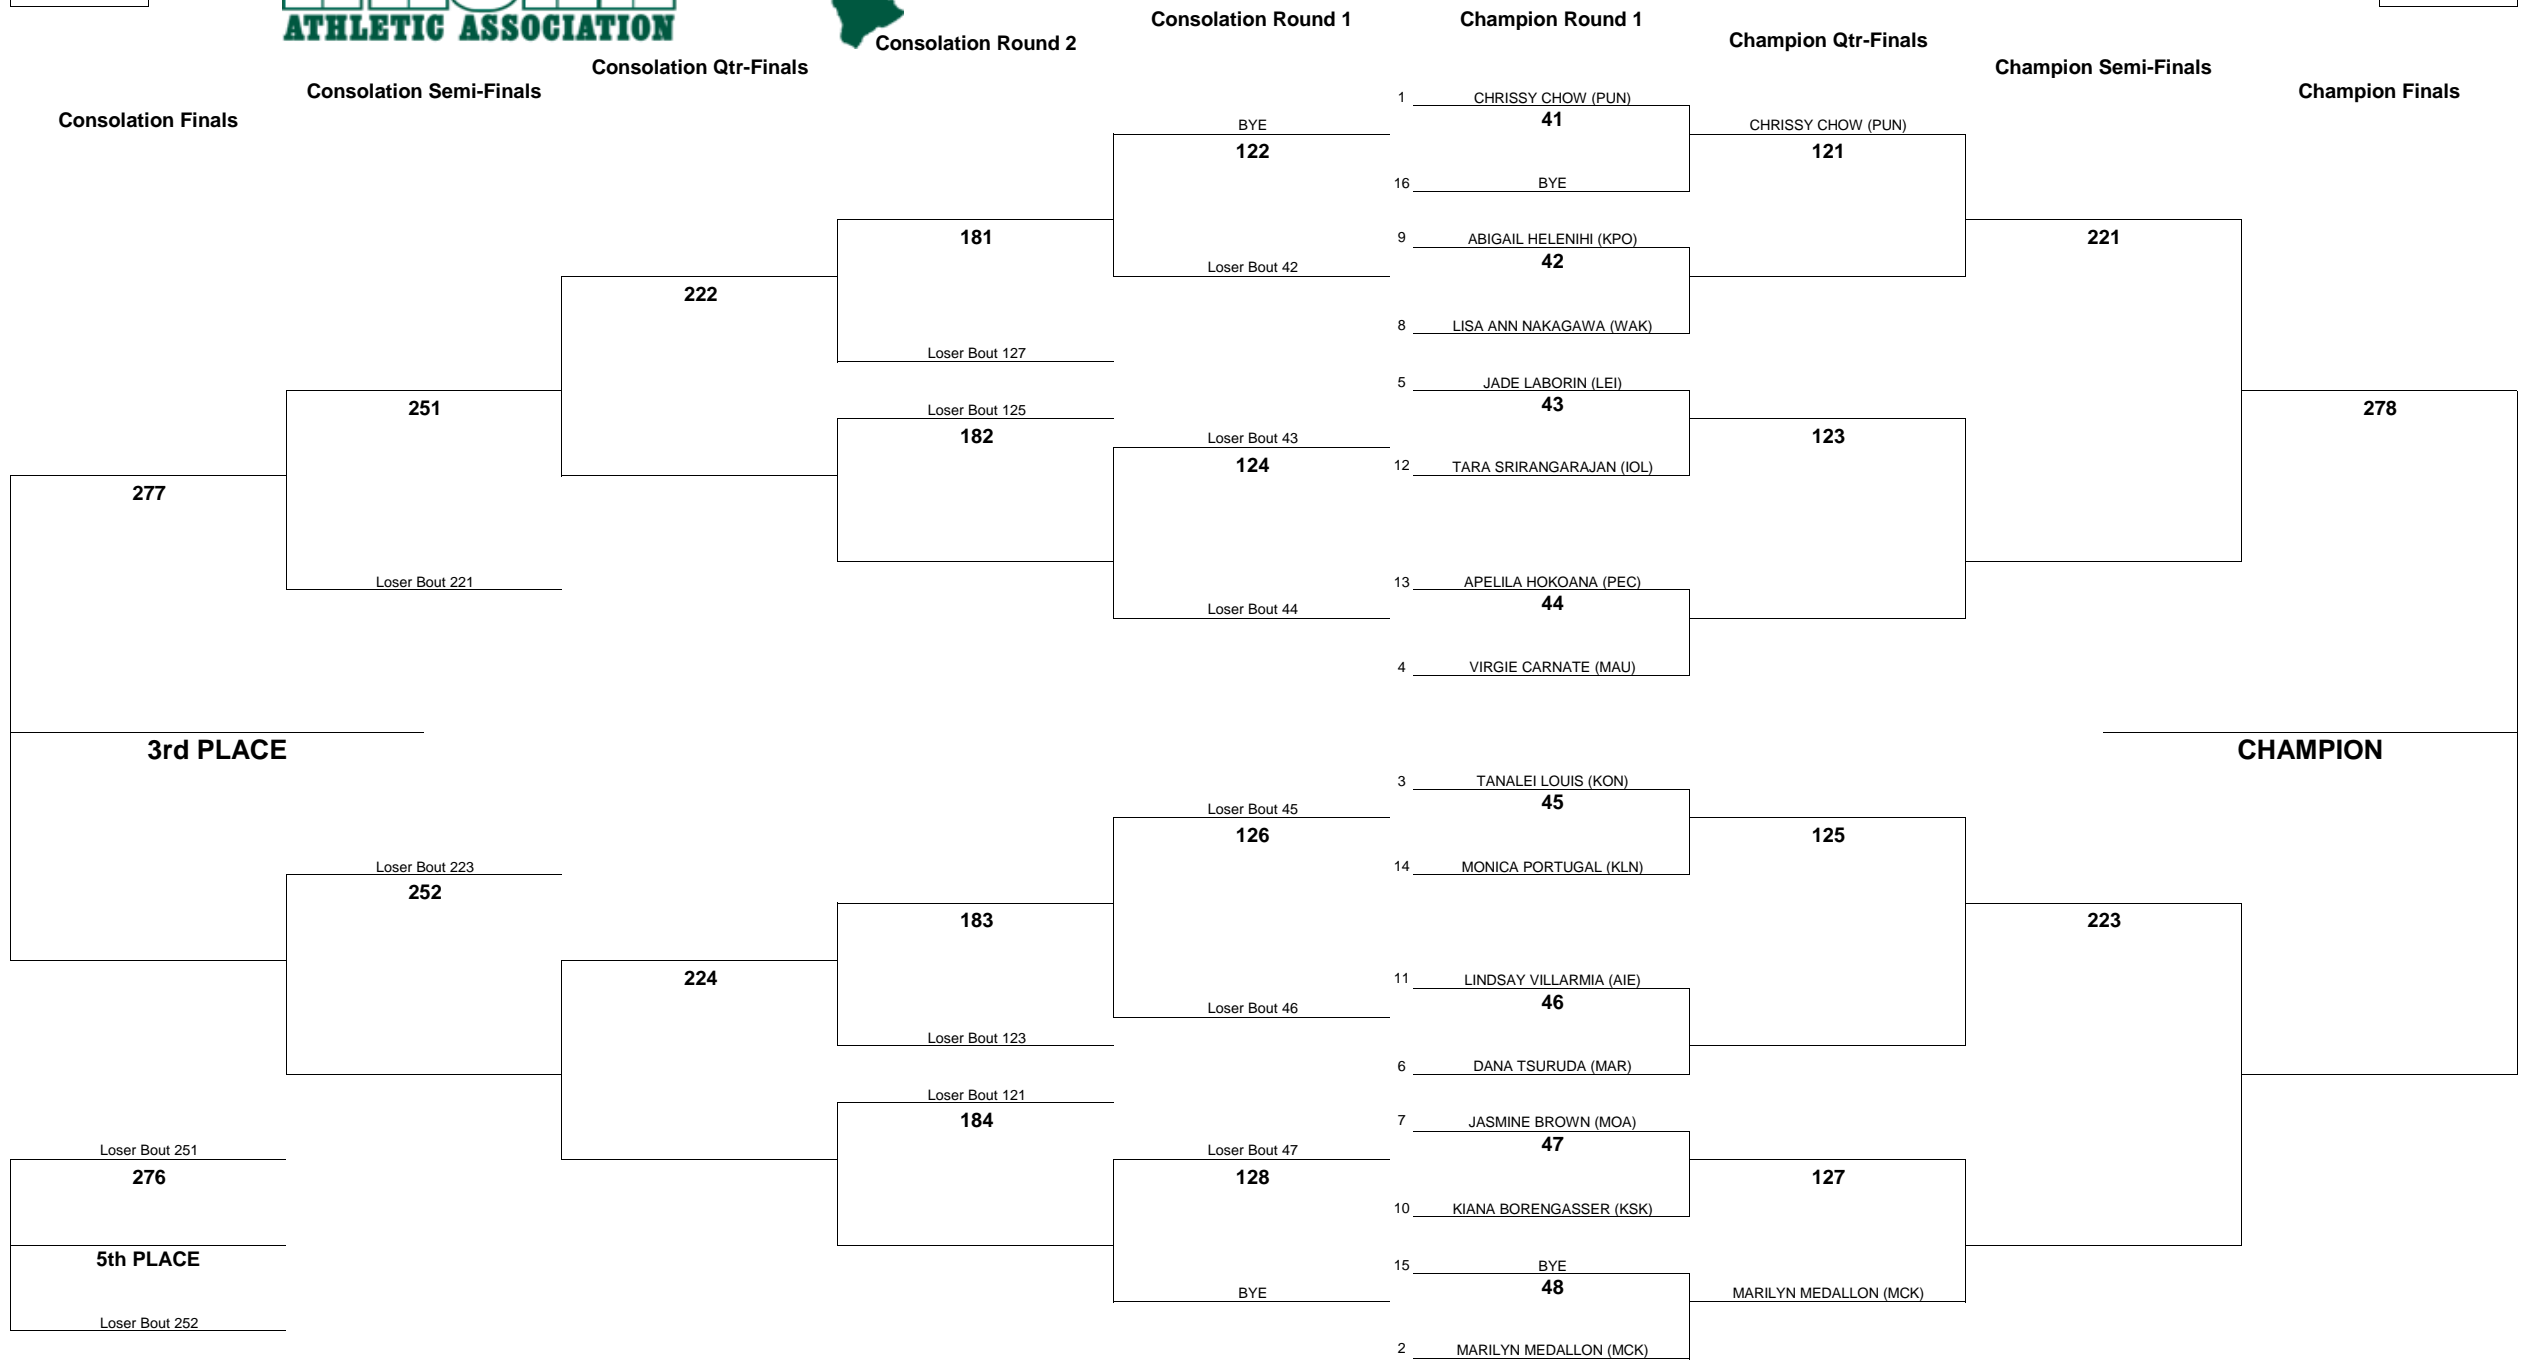 ATHLETIC ASSOCIATION
Consolation Round 1
Champion Round 1
Consolation Round 2
Champion Qtr-Finals
Consolation Qtr-Finals
Champion Semi-Finals
Consolation Semi-Finals
Champion Finals
Consolation Finals
1 CHRISSY CHOW (PUN)
41
BYE
CHRISSY CHOW (PUN)
122
121
16 BYE
181
9 ABIGAIL HELENIHI (KPO)
221
42
Loser Bout 42
222
8 LISA ANN NAKAGAWA (WAK)
Loser Bout 127
5 JADE LABORIN (LEI)
251
Loser Bout 125
43
278
182
Loser Bout 43
123
124
12 TARA SRIRANGARAJAN (IOL)
277
Loser Bout 221
13 APELILA HOKOANA (PEC)
44
Loser Bout 44
4 VIRGIE CARNATE (MAU)
3rd PLACE
CHAMPION
3 TANALEI LOUIS (KON)
45
Loser Bout 45
126
125
Loser Bout 223
14 MONICA PORTUGAL (KLN)
252
183
223
224
11 LINDSAY VILLARMIA (AIE)
46
Loser Bout 46
Loser Bout 123
6 DANA TSURUDA (MAR)
Loser Bout 121
184
7 JASMINE BROWN (MOA)
47
Loser Bout 251
Loser Bout 47
276
128
127
10 KIANA BORENGASSER (KSK)
5th PLACE
15 BYE
48
BYE
MARILYN MEDALLON (MCK)
Loser Bout 252
2 MARILYN MEDALLON (MCK)